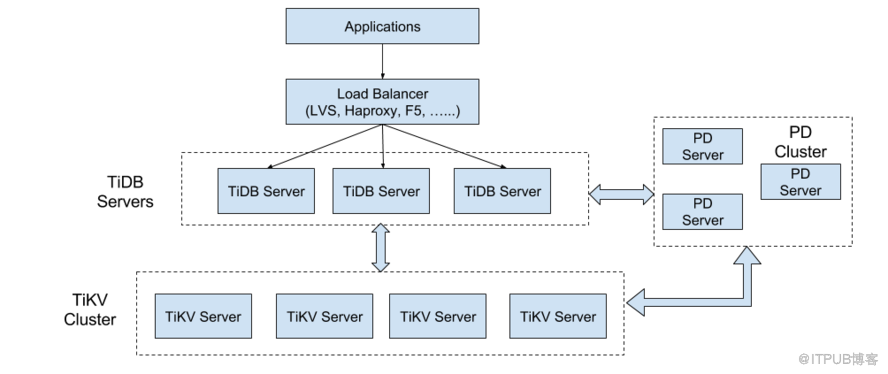 Applications
Load Balancer
(LVS, Haproxy, F5, …...)
TiDB
Servers
TiDB Server
TiDB Server
TiDB Server
PD
Server
PD
Cluster
PD
Server
PD
Server
TiKV
Cluster
TiKV Server
TiKV Server
TiKV Server
TiKV Server
@ITPUB博客